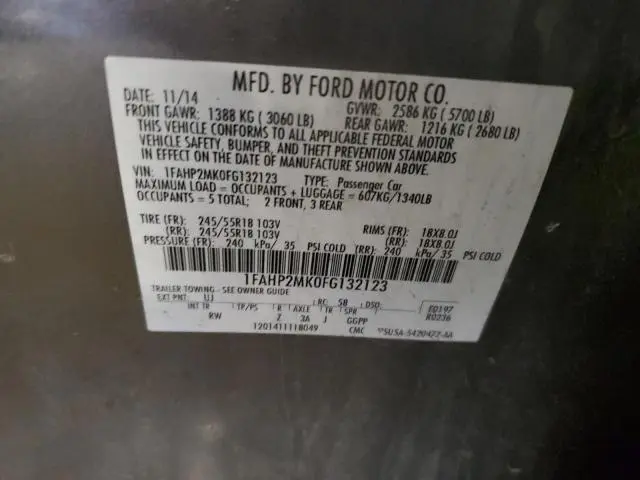 MFD. BY FORD MOTOR CO.
DATE: 11/14 GVWR: 2586 KG ( 5700 LB)
FRONT GAWR: 1388 KG ( 3060 LB) REAR GAWR: 1216 KG ( 2680 LB)
THIS VEHICLE CONFORMS TO ALL APPLICABLE FEDERAL MOTOR
VEHICLE SAFETY, BUMPER, AND THEFT PREVENTION STANDARDS
IN EFFECT ON THE DATE OF MANUFACTURE SHOWN ABOVE.
VIN: 1FAHP2MK0FG132123 TYPE: Passenger Car
MAXIMUM LOAD = OCCUPANTS + LUGGAGE = 607KG/1340LB
OCCUPANTS = 5 TOTAL; 2 FRONT, 3 REAR
TIRE (FR): 245/55R18 103V RIMS (FR): 18X8.0J
(RR): 245/55R18 103V (RR): 18X8.0J
PRESSURE (FR): 240 kPa/ 35 PSI COLD (RR): 240 kPa/ 35 PSI COLD
1FAHP2MK0FG132123
TRAILER TOWING - SEE OWNER GUIDE
EXT PNT: UJ RC: 58 DSO:
INT TR TP/PS R AXLE TR SPR E0197
RW Z 3A J GGPP R0236
1201411118049 CMC